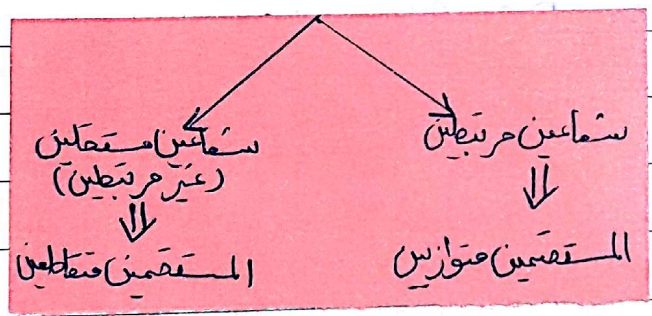 شعاعين مرتبطين
⇓
المستقيمين متوازيين
شعاعين مستقلين
(غير مرتبطين)
⇓
المستقيمين متقاطعين